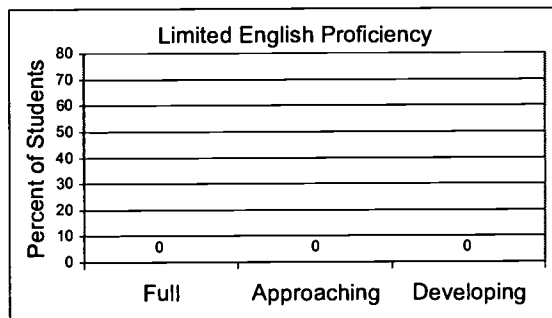 Limited English Proficiency
Percent of Students
80
70
60
50
40
30
20
10
0
0 0 0
Full Approaching Developing